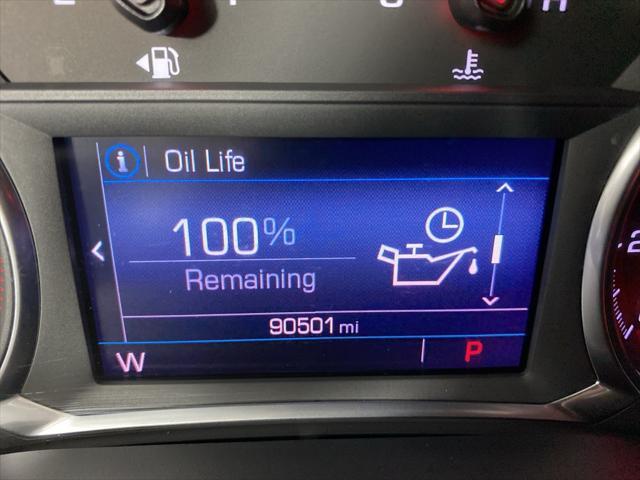 H
i Oil Life
100%
Remaining
90501 mi
W P